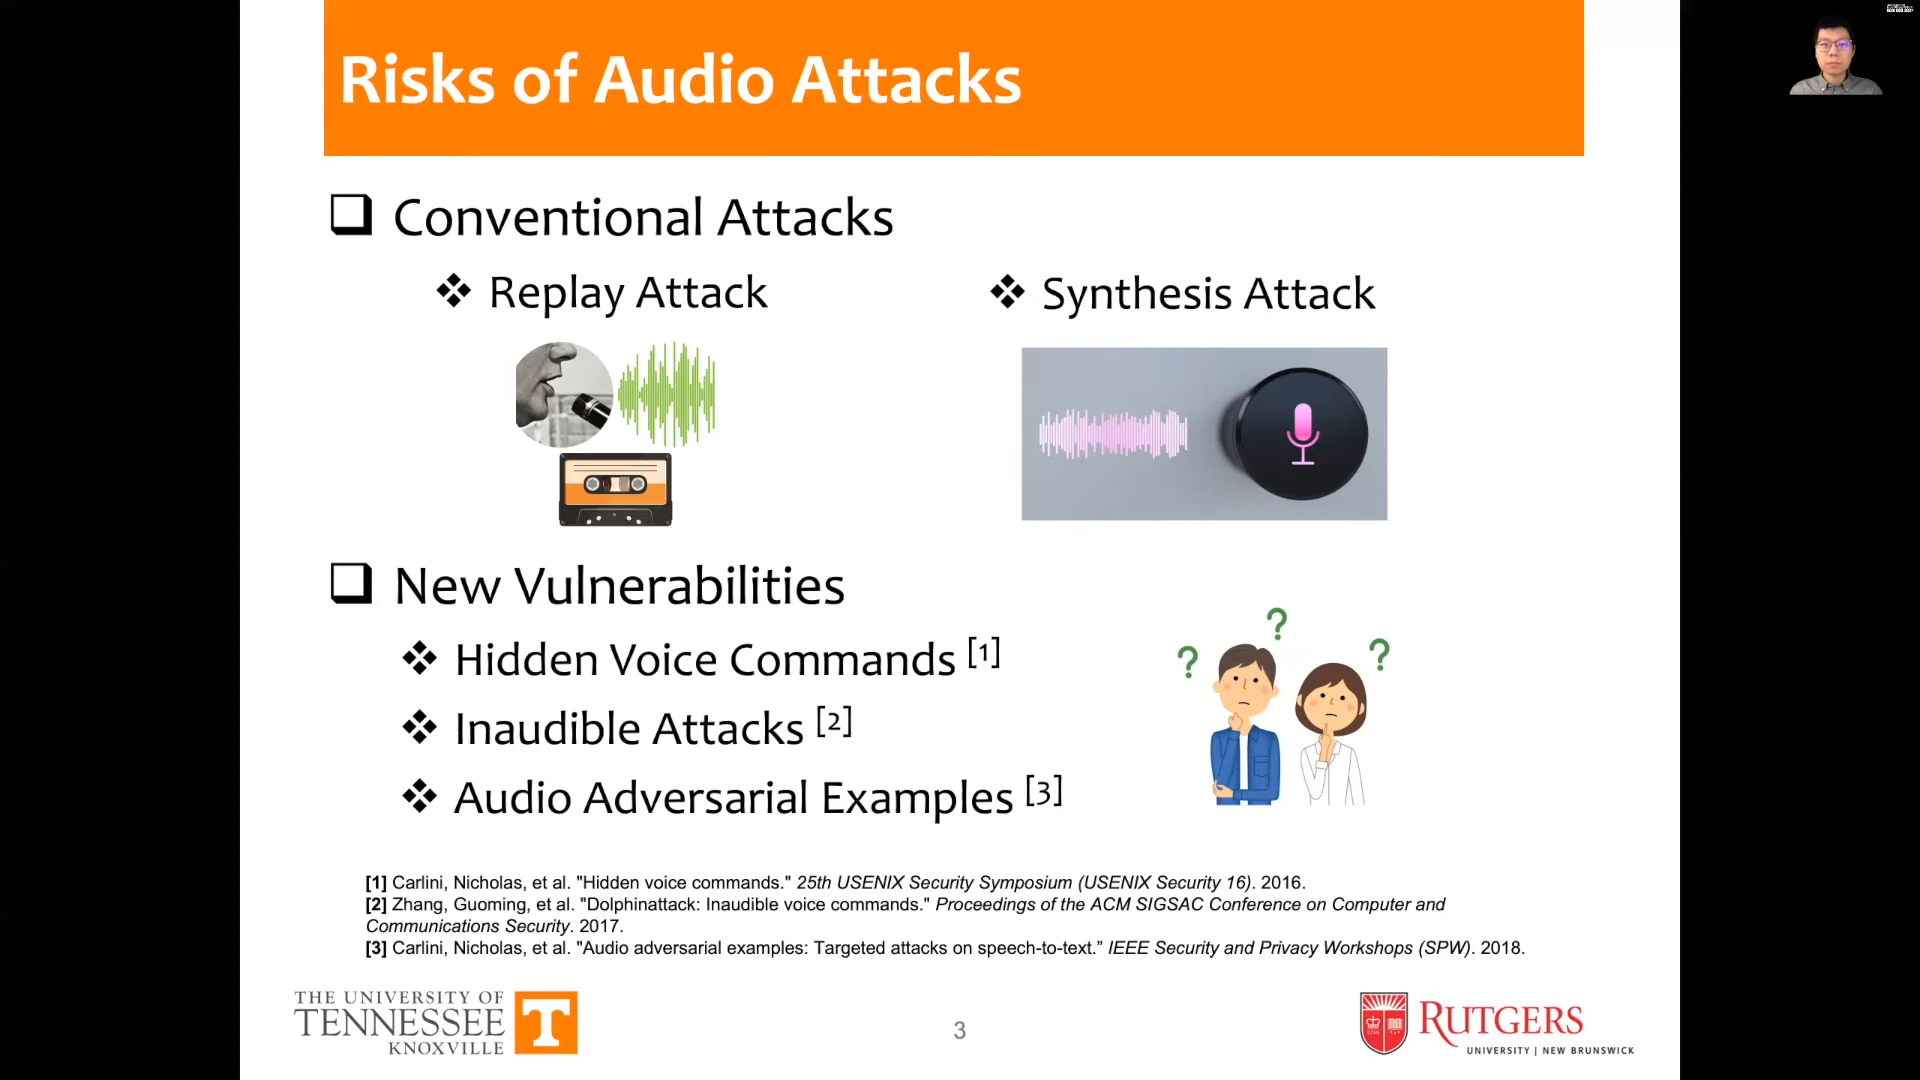 Risks of Audio Attacks
❑ Conventional Attacks
❖ Replay Attack
❖ Synthesis Attack
❑ New Vulnerabilities
❖ Hidden Voice Commands [1]
❖ Inaudible Attacks [2]
❖ Audio Adversarial Examples [3]
? ? ?
[1] Carlini, Nicholas, et al. "Hidden voice commands." 25th USENIX Security Symposium (USENIX Security 16). 2016.
[2] Zhang, Guoming, et al. "Dolphinattack: Inaudible voice commands." Proceedings of the ACM SIGSAC Conference on Computer and
Communications Security. 2017.
[3] Carlini, Nicholas, et al. "Audio adversarial examples: Targeted attacks on speech-to-text.” IEEE Security and Privacy Workshops (SPW). 2018.
THE UNIVERSITY OF
TENNESSEE
KNOXVILLE
T
3
RUTGERS
UNIVERSITY | NEW BRUNSWICK